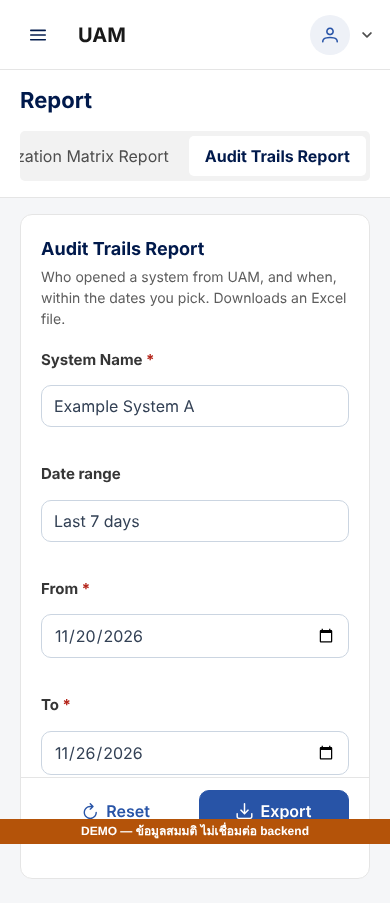 UAM
Report
zation Matrix Report
Audit Trails Report
Audit Trails Report
Who opened a system from UAM, and when,
within the dates you pick. Downloads an Excel
file.
System Name *
Example System A
Date range
Last 7 days
From *
11/20/2026
To *
11/26/2026
Reset
Export
DEMO — ข้อมูลสมมติ ไม่เชื่อมต่อ backend